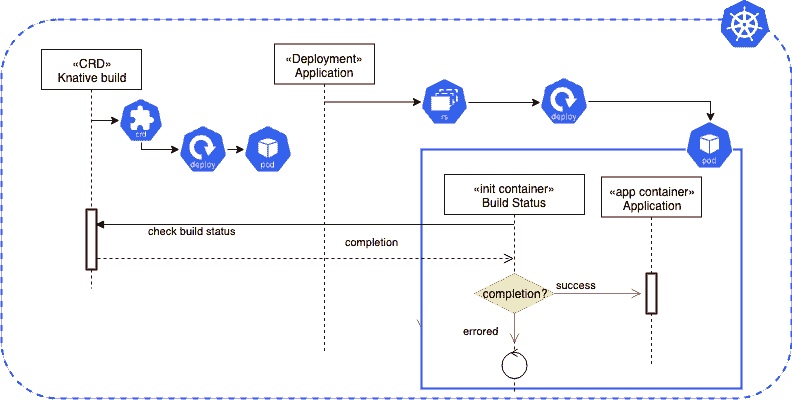 «CRD»
Knative build
«Deployment»
Application
crd
deploy
pod
rs
deploy
pod
«init container»
Build Status
«app container»
Application
check build status
completion
completion?
success
errored